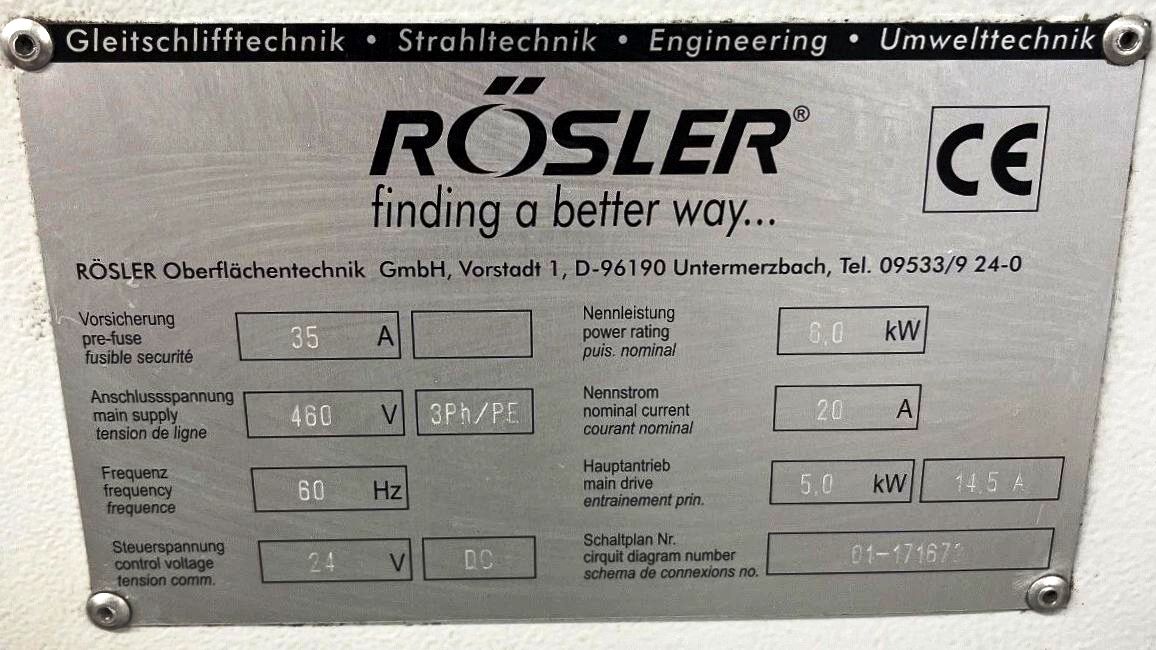 Gleitschlifftechnik • Strahltechnik • Engineering • Umwelttechnik
RÖSLER®
finding a better way...
CE
RÖSLER Oberflächentechnik GmbH, Vorstadt 1, D-96190 Untermerzbach, Tel. 09533/9 24-0
Vorsicherung
pre-fuse
fusible securité
35 A
Anschlussspannung
main supply
tension de ligne
460 V
3Ph/PE
Frequenz
frequency
frequence
60 Hz
Steuerspannung
control voltage
tension comm.
24 V
DC
Nennleistung
power rating
puis. nominal
6,0 kW
Nennstrom
nominal current
courant nominal
20 A
Hauptantrieb
main drive
entrainement prin.
5,0 kW
14,5 A
Schaltplan Nr.
cirquit diagram number
schema de connexions no.